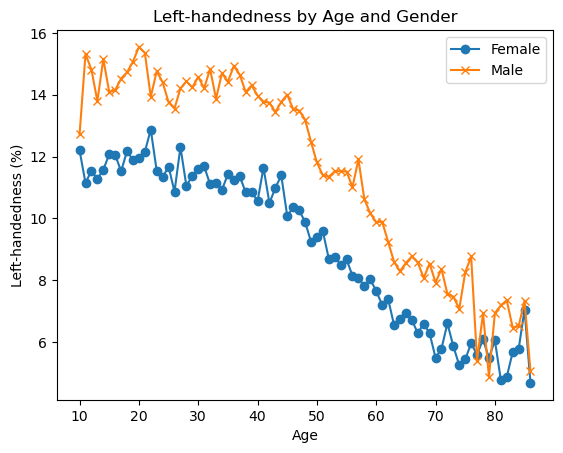 Left-handedness by Age and Gender
Female
Male
Left-handedness (%)
16
14
12
10
8
6
10 20 30 40 50 60 70 80
Age